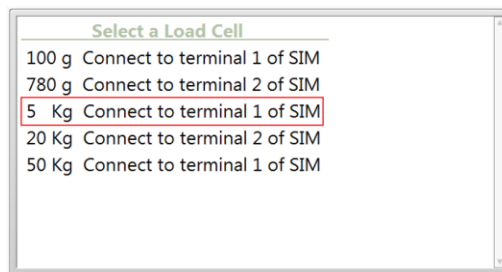 Select a Load Cell
100 g Connect to terminal 1 of SIM
780 g Connect to terminal 2 of SIM
5 Kg Connect to terminal 1 of SIM
20 Kg Connect to terminal 2 of SIM
50 Kg Connect to terminal 1 of SIM